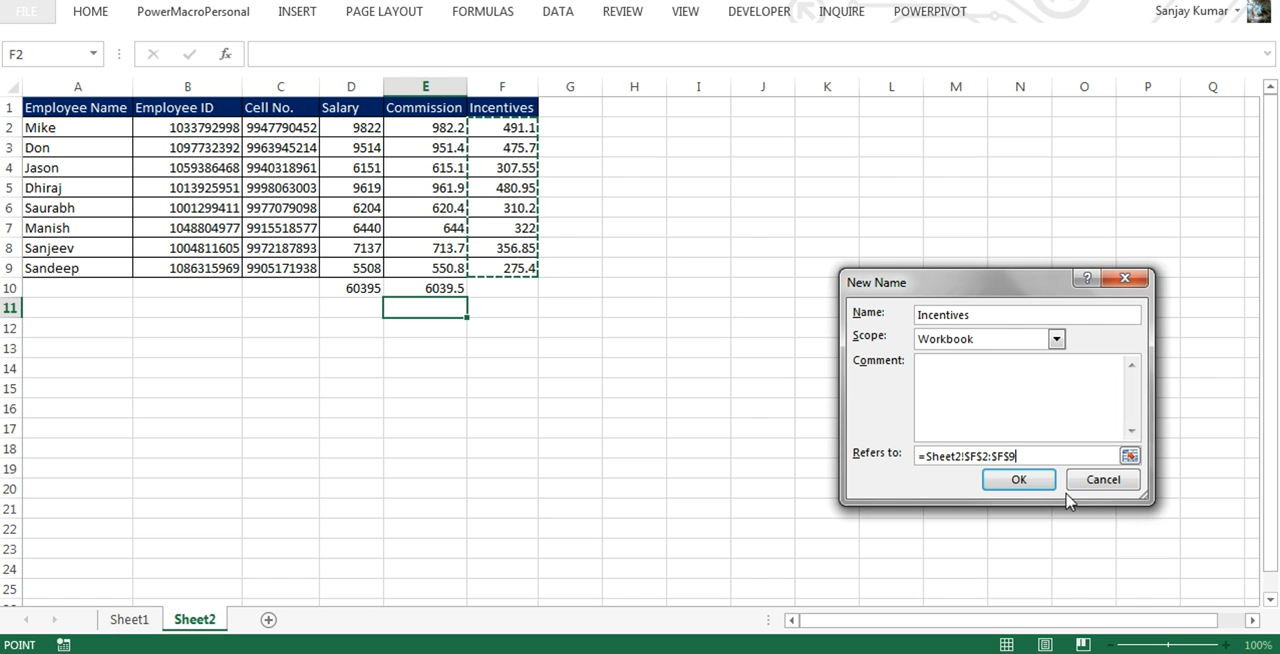 FILE HOME PowerMacroPersonal INSERT PAGE LAYOUT FORMULAS DATA REVIEW VIEW DEVELOPER INQUIRE POWERPIVOT Sanjay Kumar
F2 fx
A B C D E F G H I J K L M N O P Q
1 Employee Name Employee ID Cell No. Salary Commission Incentives
2 Mike 1033792998 9947790452 9822 982.2 491.1
3 Don 1097732392 9963945214 9514 951.4 475.7
4 Jason 1059386468 9940318961 6151 615.1 307.55
5 Dhiraj 1013925951 9998063003 9619 961.9 480.95
6 Saurabh 1001299411 9977079098 6204 620.4 310.2
7 Manish 1048804977 9915518577 6440 644 322
8 Sanjeev 1004811605 9972187893 7137 713.7 356.85
9 Sandeep 1086315969 9905171938 5508 550.8 275.4
10 60395 6039.5
11
12
13
14
15
16
17
18
19
20
21
22
23
24
25
New Name ?
Name: Incentives
Scope: Workbook
Comment:
Refers to: =Sheet2!$F$2:$F$9
OK Cancel
Sheet1 Sheet2
POINT 100%